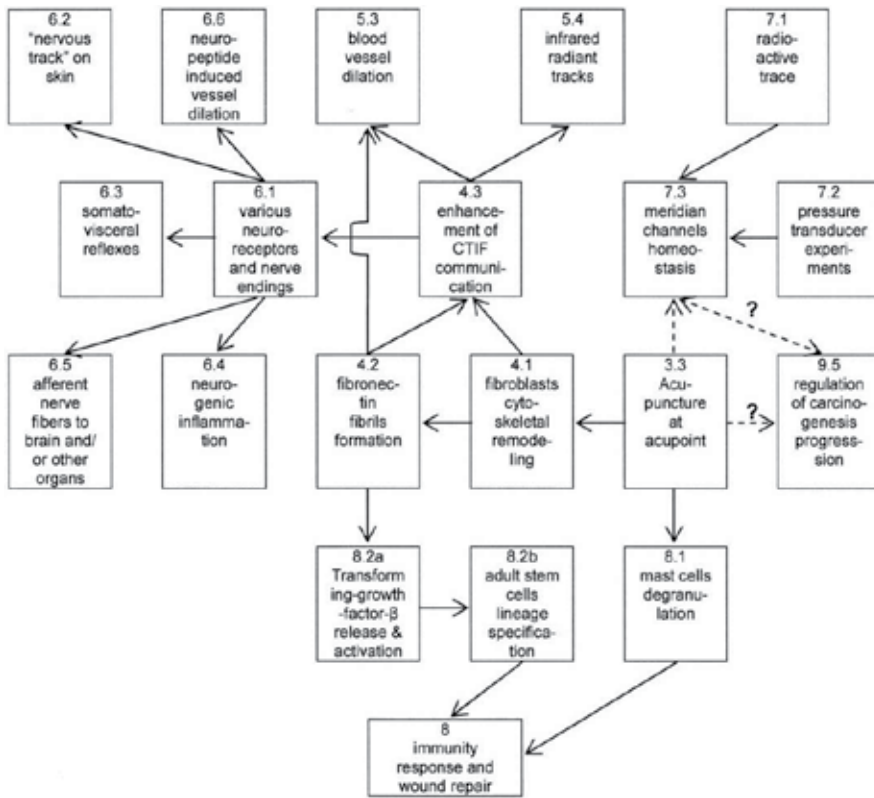 6.2
"nervous
track" on
skin
6.6
neuro-
peptide
induced
vessel
dilation
5.3
blood
vessel
dilation
5.4
infrared
radiant
tracks
7.1
radio-
active
trace
6.3
somato-
visceral
reflexes
6.1
various
neuro-
receptors
and nerve
endings
4.3
enhance-
ment of
CTIF
communi-
cation
7.3
meridian
channels
homeo-
stasis
7.2
pressure
transducer
experi-
ments
?
6.5
afferent
nerve
fibers to
brain and/
or other
organs
6.4
neuro-
genic
inflamma-
tion
4.2
fibronec-
tin
fibrils
formation
4.1
fibroblasts
cyto-
skeletal
remode-
ling
3.3
Acu-
puncture
at
acupoint
?
9.5
regulation
of carcino-
genesis
progress-
sion
8.2a
Transform
ing-growth
-factor-β
release &
activation
8.2b
adult stem
cells
lineage
specifica-
tion
8.1
mast cells
degranu-
lation
8
immunity
response and
wound repair